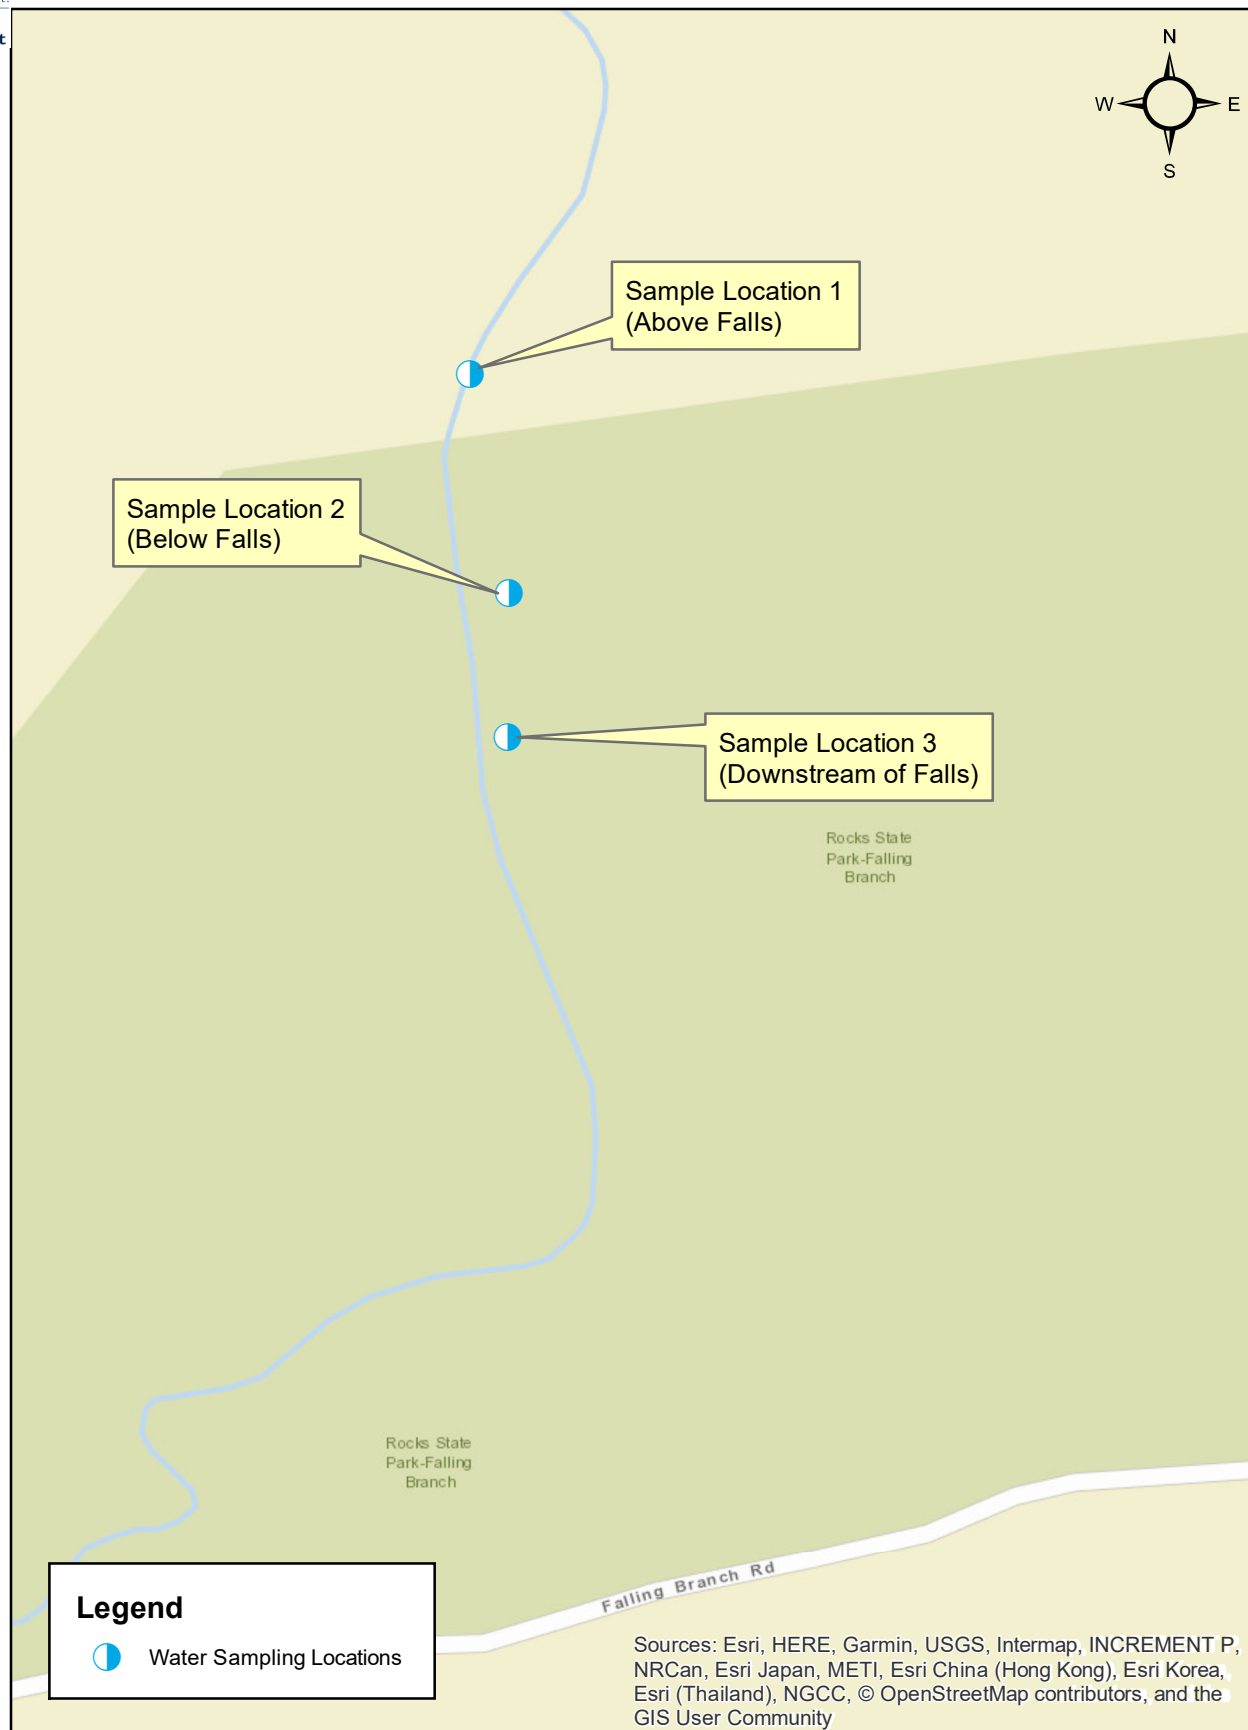 t
N
W
E
S
Sample Location 1
(Above Falls)
Sample Location 2
(Below Falls)
Sample Location 3
(Downstream of Falls)
Rocks State
Park-Falling
Branch
Rocks State
Park-Falling
Branch
Falling Branch Rd
Legend
Water Sampling Locations
Sources: Esri, HERE, Garmin, USGS, Intermap, INCREMENT P,
NRCan, Esri Japan, METI, Esri China (Hong Kong), Esri Korea,
Esri (Thailand), NGCC, © OpenStreetMap contributors, and the
GIS User Community